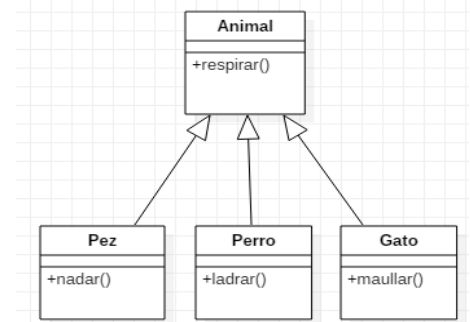 Animal
+respirar()
Pez
+nadar()
Perro
+ladrar()
Gato
+maullar()